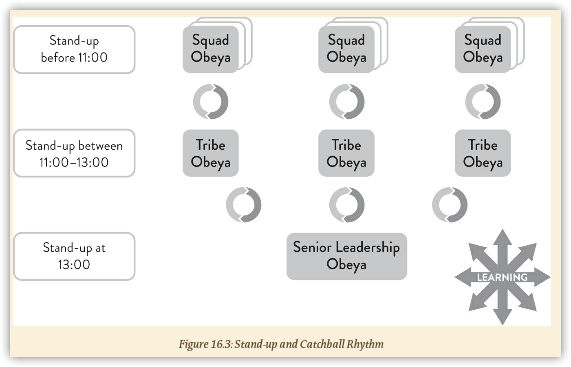 Stand-up
before 11:00
Squad
Obeya
Squad
Obeya
Squad
Obeya
Stand-up between
11:00–13:00
Tribe
Obeya
Tribe
Obeya
Tribe
Obeya
Stand-up at
13:00
Senior Leadership
Obeya
LEARNING
Figure 16.3: Stand-up and Catchball Rhythm